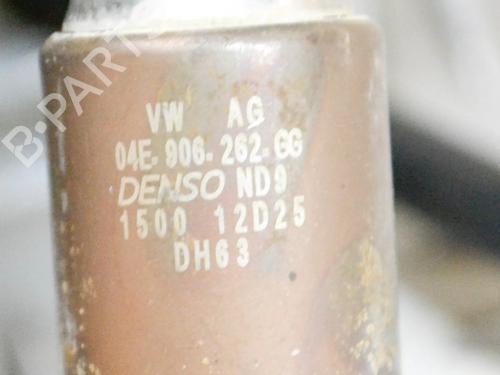 B-PARTS
VW AG
04E-906-262-GG
DENSO ND9
1500 12D25
DH63